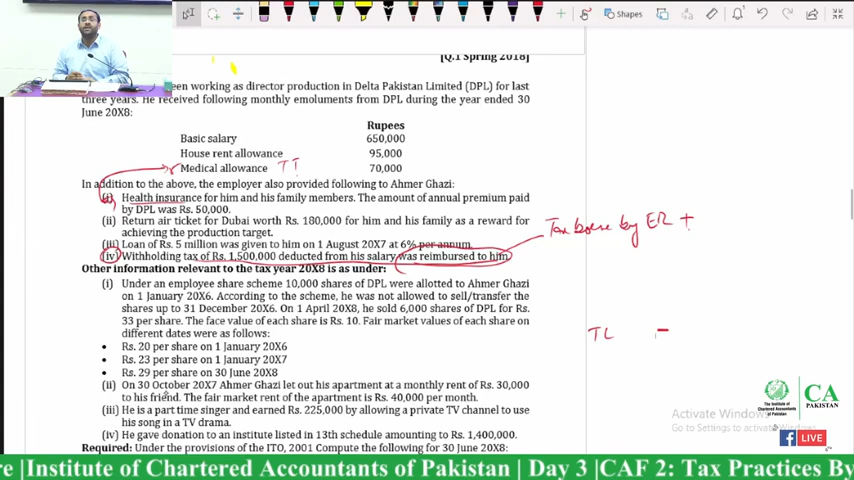 Shapes
[Q.1 Spring 2018]
een working as director production in Delta Pakistan Limited (DPL) for last
three years. He received following monthly emoluments from DPL during the year ended 30
June 20X8:
Rupees
Basic salary 650,000
House rent allowance 95,000
Medical allowance TI 70,000
In addition to the above, the employer also provided following to Ahmer Ghazi:
(i) Health insurance for him and his family members. The amount of annual premium paid
by DPL was Rs. 50,000.
(ii) Return air ticket for Dubai worth Rs. 180,000 for him and his family as a reward for
achieving the production target.
(iii) Loan of Rs. 5 million was given to him on 1 August 20X7 at 6% per annum.
(iv) Withholding tax of Rs. 1,500,000 deducted from his salary was reimbursed to him.
Tax borne by ER +
Other information relevant to the tax year 20X8 is as under:
(i) Under an employee share scheme 10,000 shares of DPL were allotted to Ahmer Ghazi
on 1 January 20X6. According to the scheme, he was not allowed to sell/transfer the
shares up to 31 December 20X6. On 1 April 20X8, he sold 6,000 shares of DPL for Rs.
33 per share. The face value of each share is Rs. 10. Fair market values of each share on
different dates were as follows:
TL –
• Rs. 20 per share on 1 January 20X6
• Rs. 23 per share on 1 January 20X7
• Rs. 29 per share on 30 June 20X8
(ii) On 30 October 20X7 Ahmer Ghazi let out his apartment at a monthly rent of Rs. 30,000
to his friend. The fair market rent of the apartment is Rs. 40,000 per month.
(iii) He is a part time singer and earned Rs. 225,000 by allowing a private TV channel to use
his song in a TV drama.
(iv) He gave donation to an institute listed in 13th schedule amounting to Rs. 1,400,000.
Required: Under the provisions of the ITO, 2001 Compute the following for 30 June 20X8:
The Institute of
Chartered Accountants
of Pakistan
CA
PAKISTAN
Activate Windows
Go to Settings to activate Windows
f LIVE
re |Institute of Chartered Accountants of Pakistan | Day 3 |CAF 2: Tax Practices By